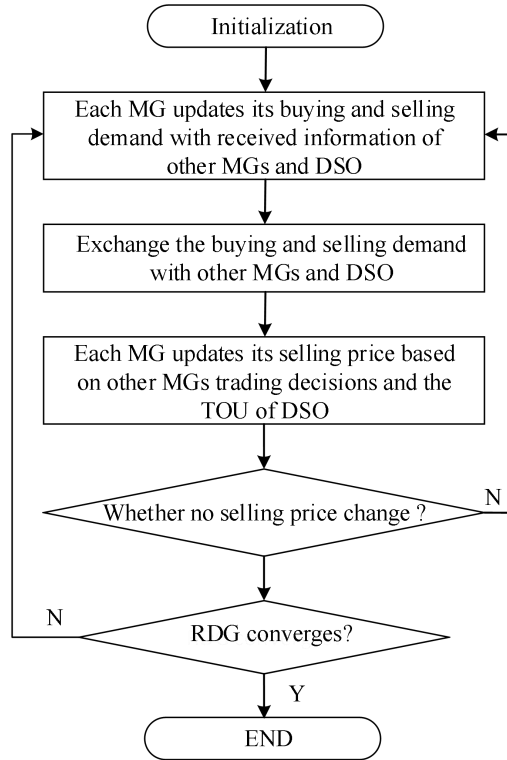 Initialization
Each MG updates its buying and selling
demand with received information of
other MGs and DSO
Exchange the buying and selling demand
with other MGs and DSO
Each MG updates its selling price based
on other MGs trading decisions and the
TOU of DSO
Whether no selling price change ?
N
N
RDG converges?
Y
END